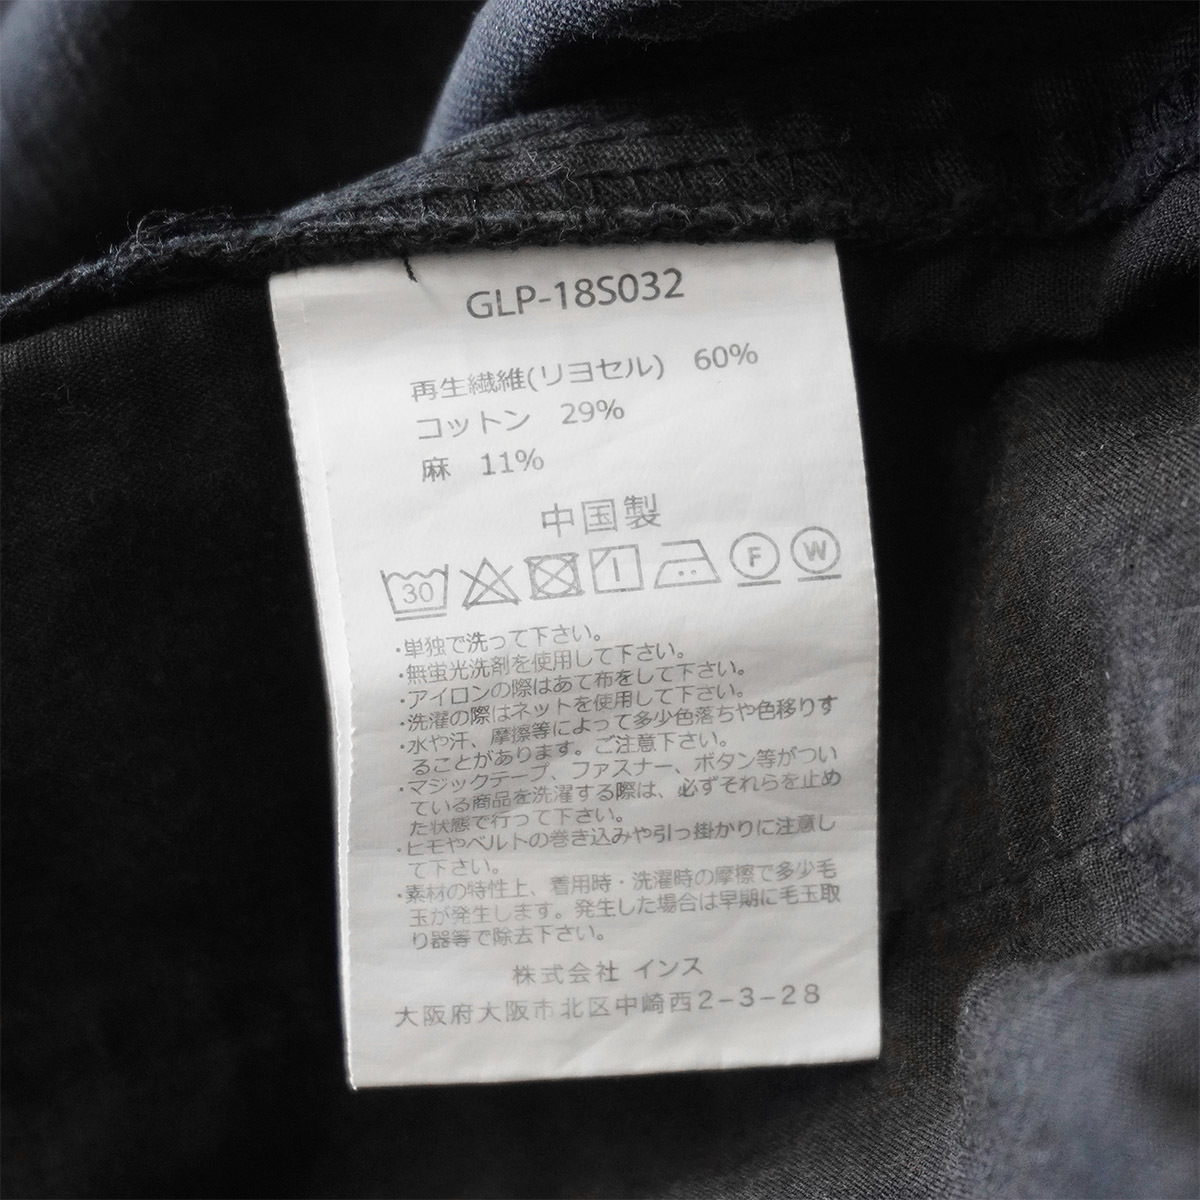 GLP-18S032
再生繊維(リヨセル) 60%
コットン 29%
麻 11%
中国製
30 F W
・単独で洗って下さい。
・無蛍光洗剤を使用して下さい。
・アイロンの際はあて布をして下さい。
・洗濯の際はネットを使用して下さい。
・水や汗、摩擦等によって多少色落ちや色移りす
ることがあります。ご注意下さい。
・マジックテープ、ファスナー、ボタン等がつい
ている商品を洗濯する際は、必ずそれらを止め
た状態で行って下さい。
・ヒモやベルトの巻き込みや引っ掛かりに注意し
て下さい。
・素材の特性上、着用時・洗濯時の摩擦で多少毛
玉が発生します。発生した場合は早期に毛玉取
り器等で除去下さい。
株式会社 インス
大阪府大阪市北区中崎西2-3-28